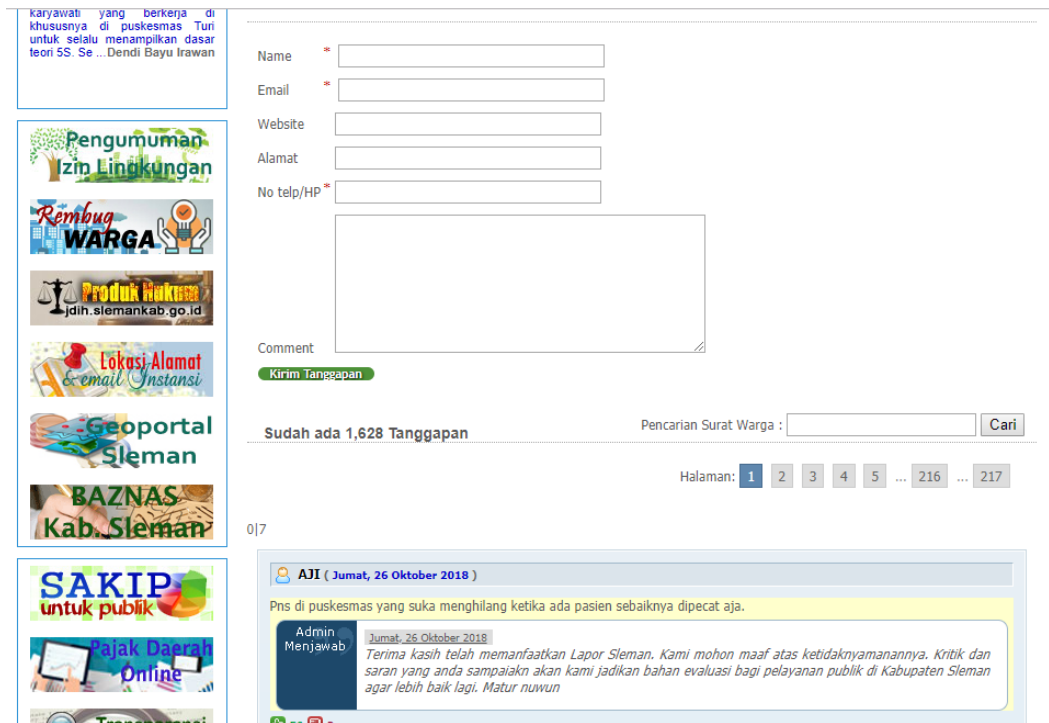 karyawati yang berkerja di
khususnya di puskesmas Turi
untuk selalu menampilkan dasar
teori 5S. Se ...Dendi Bayu Irawan
Pengumuman
Izin Lingkungan
Rembug
WARGA
Produk Hukum
jdih.slemankab.go.id
Lokasi Alamat
& email Instansi
Geoportal
Sleman
BAZNAS
Kab. Sleman
SAKIP
untuk publik
Pajak Daerah
Online
Transparansi
Name *
Email *
Website
Alamat
No telp/HP *
Comment
Kirim Tanggapan
Sudah ada 1,628 Tanggapan
Pencarian Surat Warga : Cari
Halaman: 1 2 3 4 5 ... 216 ... 217
0|7
AJI ( Jumat, 26 Oktober 2018 )
Pns di puskesmas yang suka menghilang ketika ada pasien sebaiknya dipecat aja.
Admin
Menjawab
Jumat, 26 Oktober 2018
Terima kasih telah memanfaatkan Lapor Sleman. Kami mohon maaf atas ketidaknyamanannya. Kritik dan
saran yang anda sampaiakn akan kami jadikan bahan evaluasi bagi pelayanan publik di Kabupaten Sleman
agar lebih baik lagi. Matur nuwun